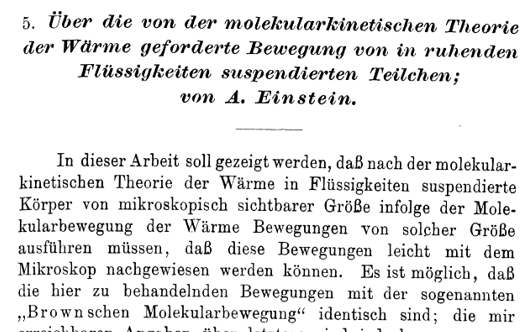 5. Über die von der molekularkinetischen Theorie
der Wärme geforderte Bewegung von in ruhenden
Flüssigkeiten suspendierten Teilchen;
von A. Einstein.
In dieser Arbeit soll gezeigt werden, daß nach der molekular-
kinetischen Theorie der Wärme in Flüssigkeiten suspendierte
Körper von mikroskopisch sichtbarer Größe infolge der Mole-
kularbewegung der Wärme Bewegungen von solcher Größe
ausführen müssen, daß diese Bewegungen leicht mit dem
Mikroskop nachgewiesen werden können. Es ist möglich, daß
die hier zu behandelnden Bewegungen mit der sogenannten
„Brownschen Molekularbewegung“ identisch sind; die mir